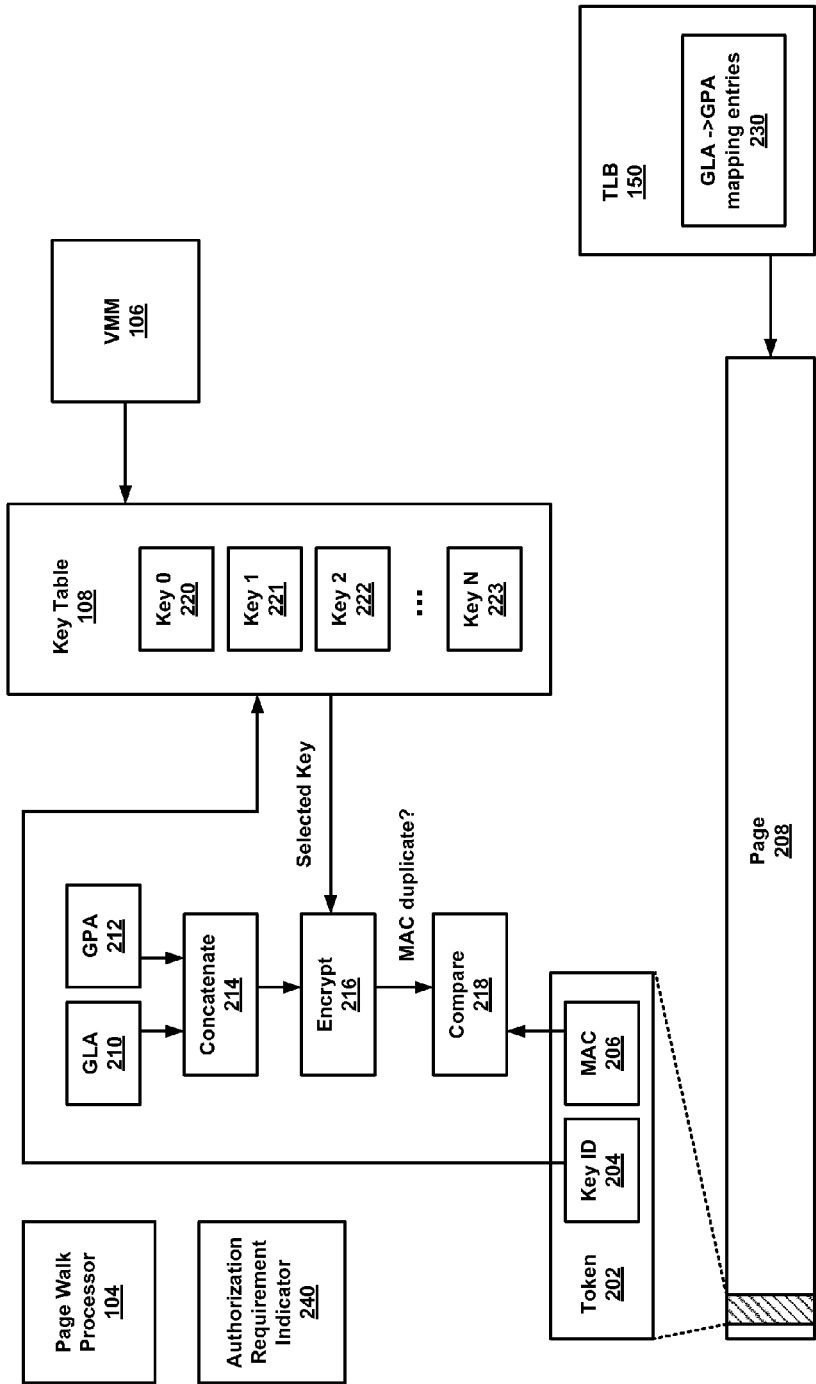 Page Walk
Processor
104
Authorization
Requirement
Indicator
240
GLA
210
GPA
212
Concatenate
214
Encrypt
216
Compare
218
Selected Key
MAC duplicate?
Key Table
108
Key 0
220
Key 1
221
Key 2
222
...
Key N
223
VMM
106
Token
202
Key ID
204
MAC
206
Page
208
TLB
150
GLA ->GPA
mapping entries
230